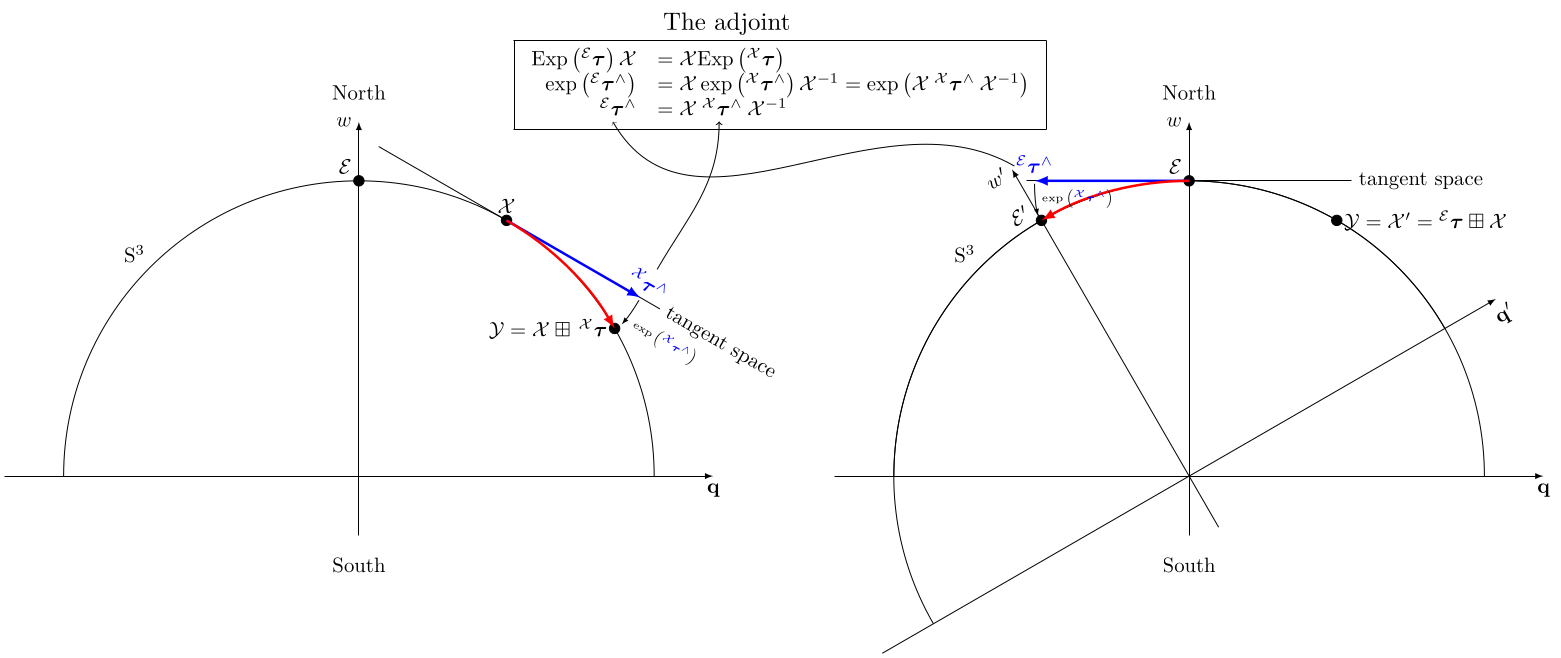 The adjoint
Exp (ᴱ𝝉) 𝒳 = 𝒳Exp (ˣ𝝉)
exp (ᴱ𝝉^) = 𝒳 exp (ˣ𝝉^) 𝒳⁻¹ = exp (𝒳 ˣ𝝉^ 𝒳⁻¹)
ᴱ𝝉^ = 𝒳 ˣ𝝉^ 𝒳⁻¹
North
w
ℰ
𝒳
S³
ˣ𝝉^
tangent space
exp (ˣ𝝉^)
𝒴 = 𝒳 ⊞ ˣ𝝉
q
South
North
w
ℰ
ᴱ𝝉^
w′
tangent space
exp (ˣ𝝉^)
ℰ′
𝒴 = 𝒳′ = ᴱ𝝉 ⊞ 𝒳
S³
q′
q
South